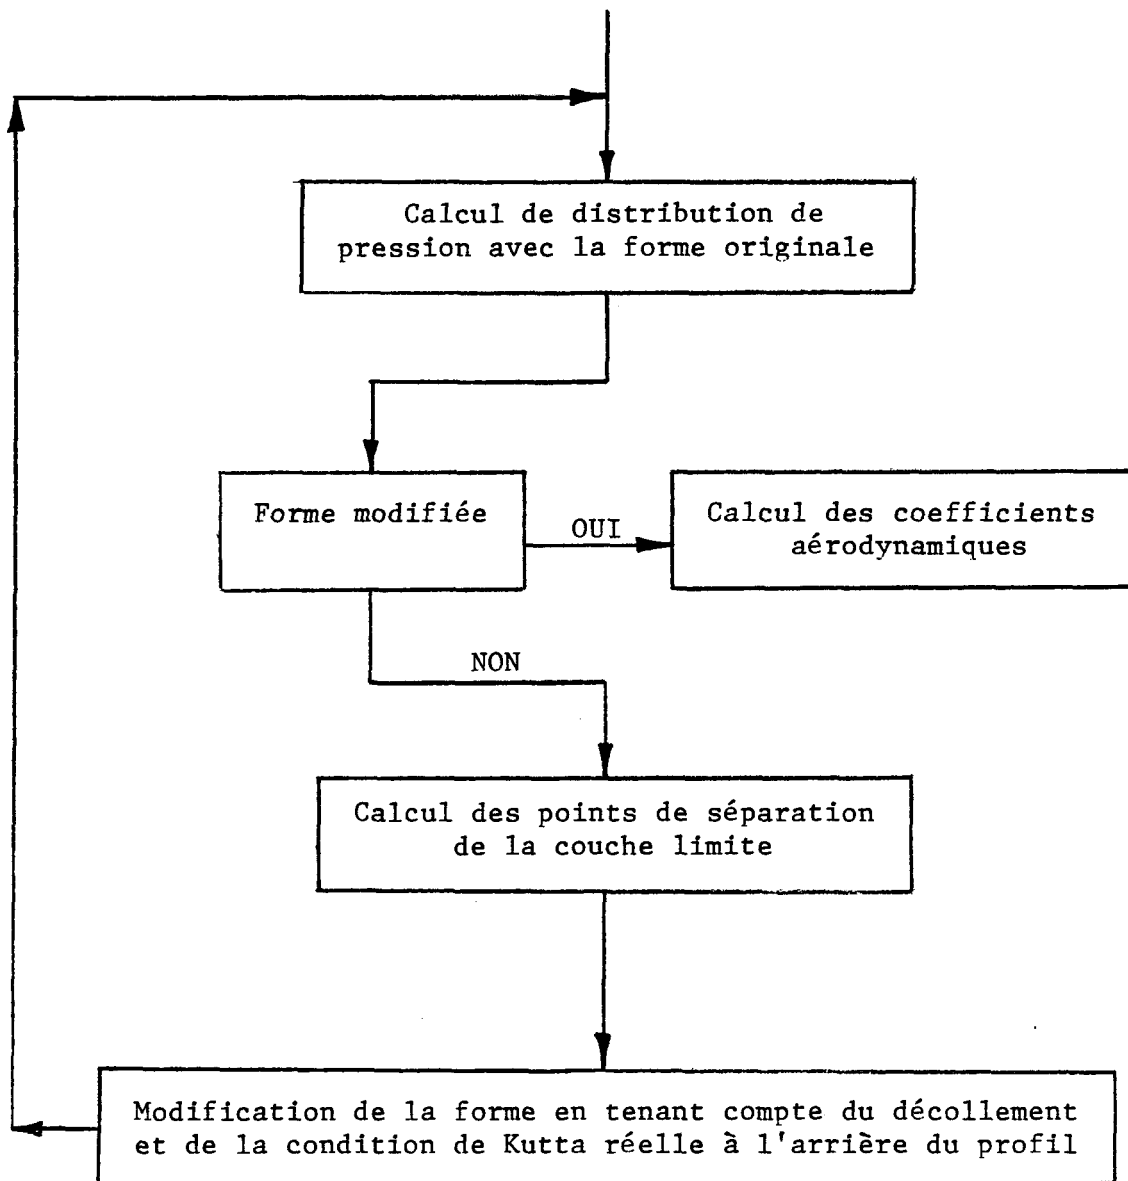 Calcul de distribution de
pression avec la forme originale
Forme modifiée
OUI
Calcul des coefficients
aérodynamiques
NON
Calcul des points de séparation
de la couche limite
Modification de la forme en tenant compte du décollement
et de la condition de Kutta réelle à l'arrière du profil